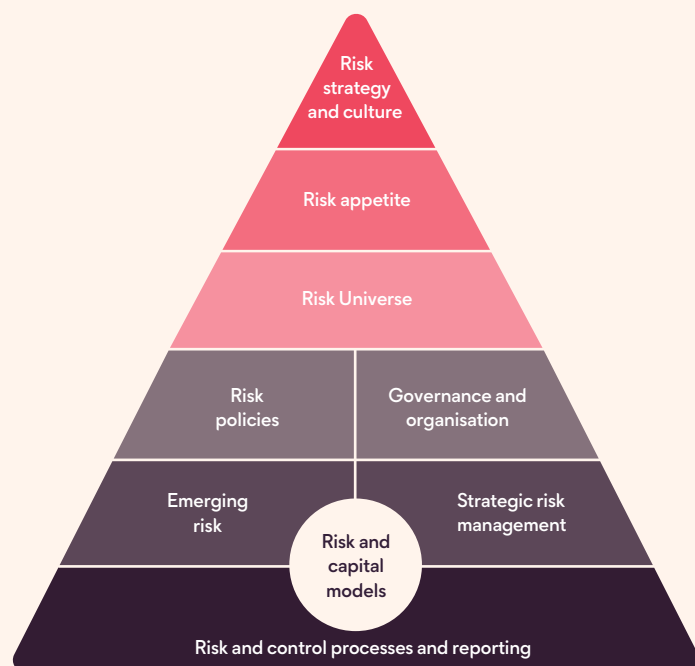 Risk
strategy
and culture
Risk appetite
Risk Universe
Risk
policies
Governance and
organisation
Emerging
risk
Strategic risk
management
Risk and
capital
models
Risk and control processes and reporting